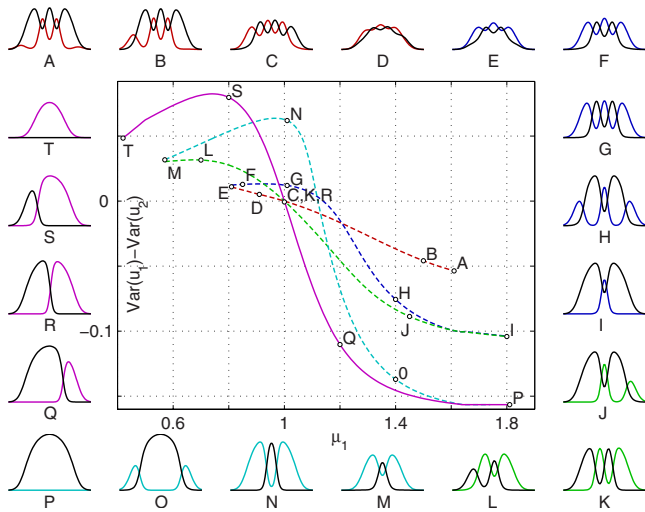 A B C D E F
S
N
T
T L
M
G
F G
E C,K,R
0 D
S H
B A
Var(u₁)−Var(u₂)
H
R −0.1 J I I
Q
0
Q P J
0.6 1 1.4 1.8
μ₁
P O N M L K